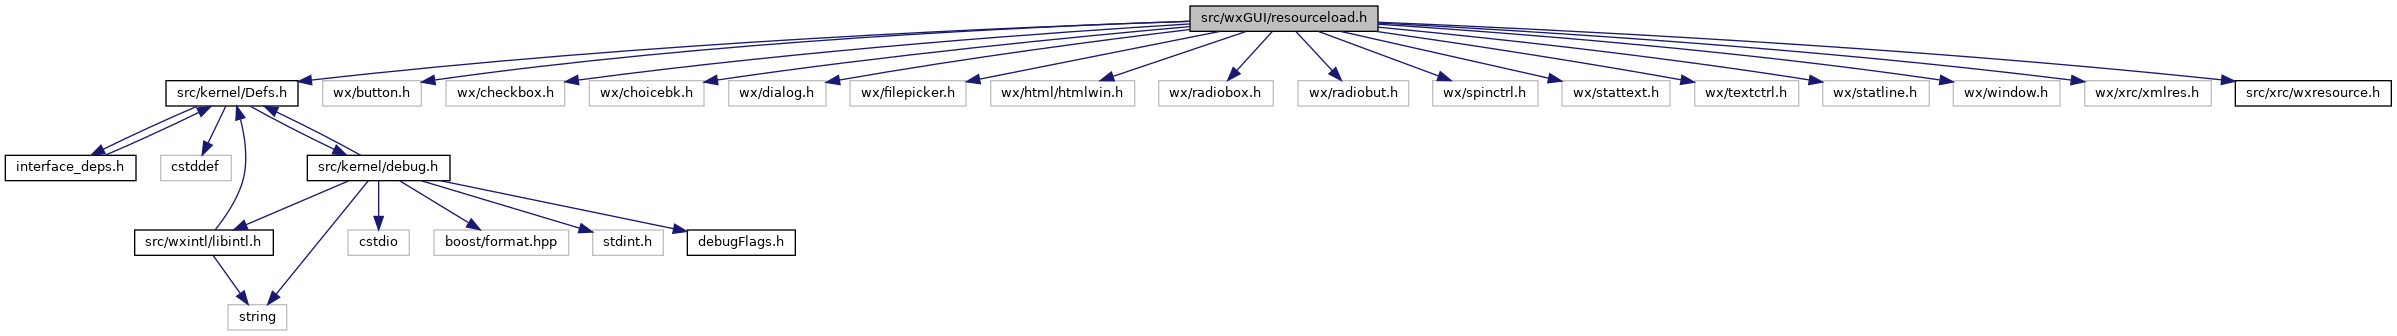 src/wxGUI/resourceload.h
src/kernel/Defs.h
wx/button.h
wx/checkbox.h
wx/choicebk.h
wx/dialog.h
wx/filepicker.h
wx/html/htmlwin.h
wx/radiobox.h
wx/radiobut.h
wx/spinctrl.h
wx/stattext.h
wx/textctrl.h
wx/statline.h
wx/window.h
wx/xrc/xmlres.h
src/xrc/wxresource.h
interface_deps.h
cstddef
src/kernel/debug.h
src/wxintl/libintl.h
cstdio
boost/format.hpp
stdint.h
debugFlags.h
string